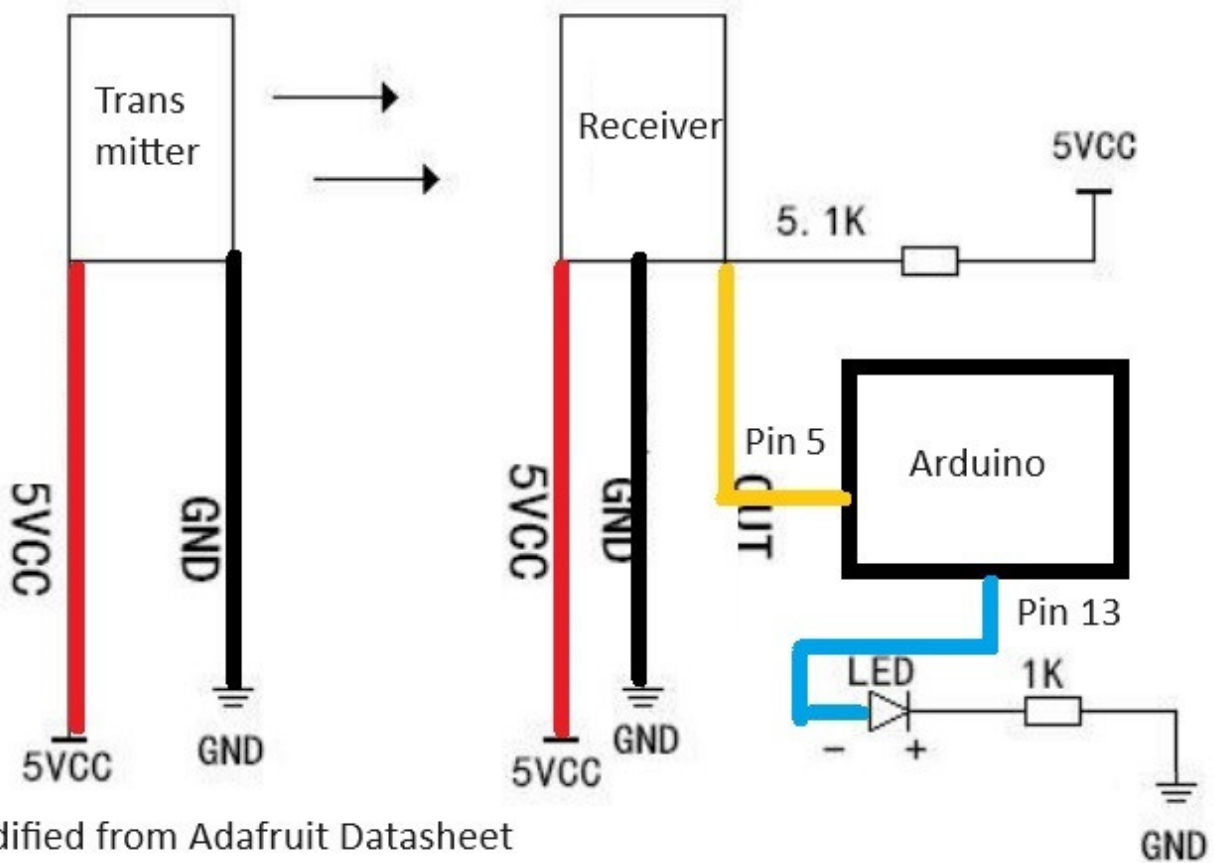 Trans
mitter
Receiver
5VCC
5. 1K
Pin 5
Arduino
5VCC
GND
5VCC
GND
OUT
Pin 13
LED
1K
- +
5VCC
GND
5VCC
GND
GND
dified from Adafruit Datasheet